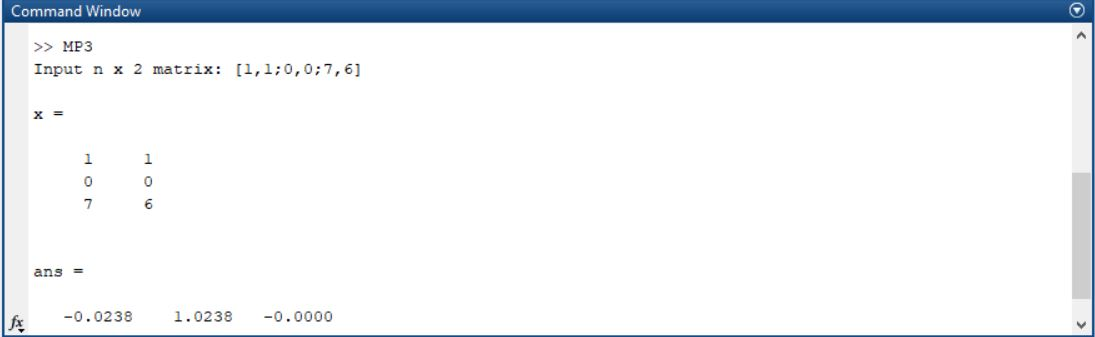 Command Window
>> MP3
Input n x 2 matrix: [1,1;0,0;7,6]
x =
1 1
0 0
7 6
ans =
-0.0238 1.0238 -0.0000
fx